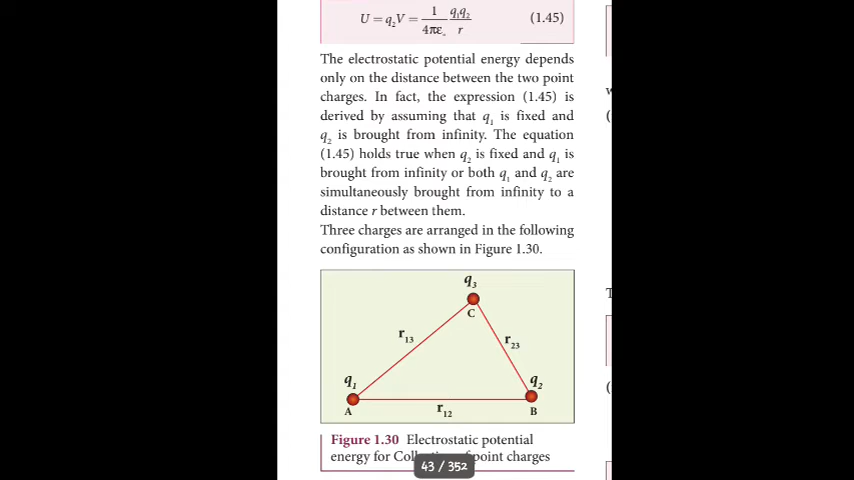 U = q₂V = 1/4πε₀ q₁q₂/r (1.45)
The electrostatic potential energy depends
only on the distance between the two point
charges. In fact, the expression (1.45) is
derived by assuming that q₁ is fixed and
q₂ is brought from infinity. The equation
(1.45) holds true when q₂ is fixed and q₁ is
brought from infinity or both q₁ and q₂ are
simultaneously brought from infinity to a
distance r between them.
Three charges are arranged in the following
configuration as shown in Figure 1.30.
q₃
C
r₁₃
r₂₃
q₁
q₂
A
r₁₂
B
Figure 1.30 Electrostatic potential
energy for point charges
43 / 352